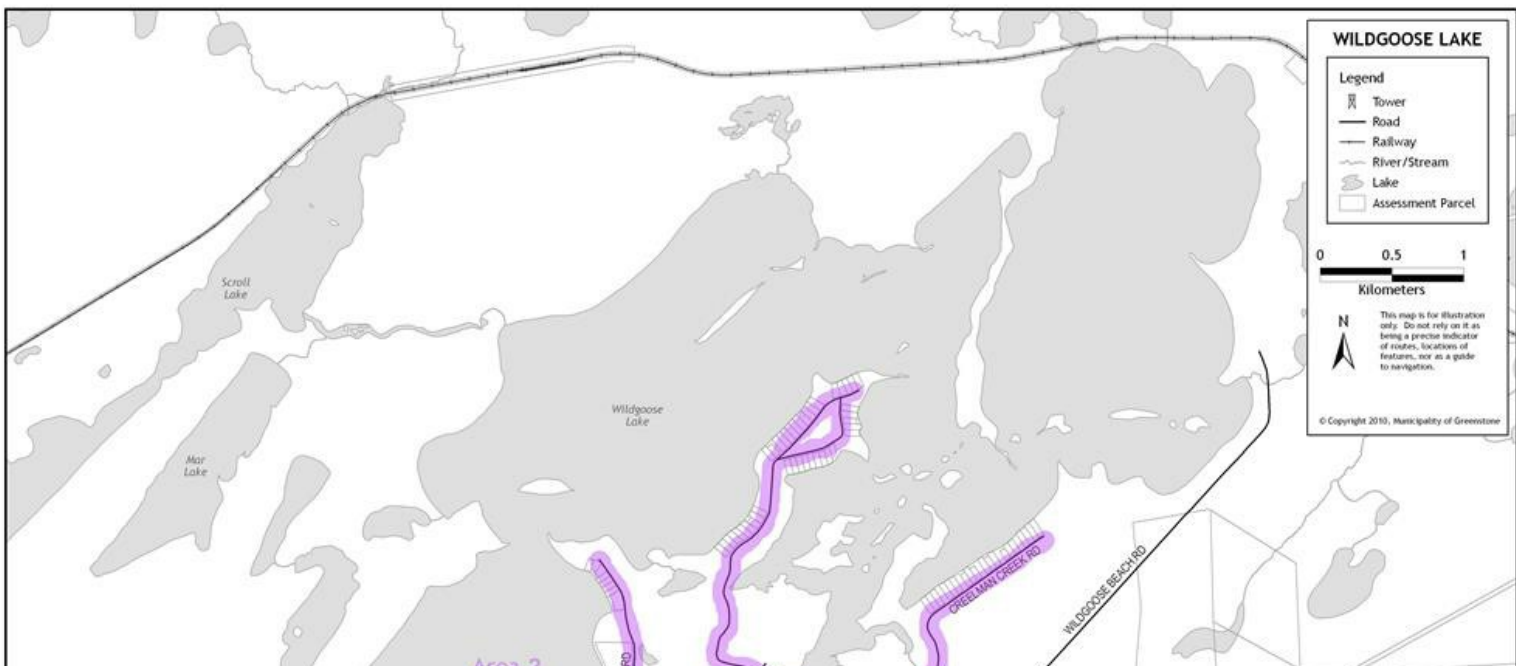 WILDGOOSE LAKE
Legend
Tower
Road
Railway
River/Stream
Lake
Assessment Parcel
0 0.5 1
Kilometers
N
This map is for illustration
only. Do not rely on it as
being a precise indicator
of routes, locations of
features, nor as a guide
to navigation.
© Copyright 2010, Municipality of Greenstone
Scroll
Lake
Mar
Lake
Wildgoose
Lake
CREELMAN CREEK RD
WILDGOOSE BEACH RD
RD